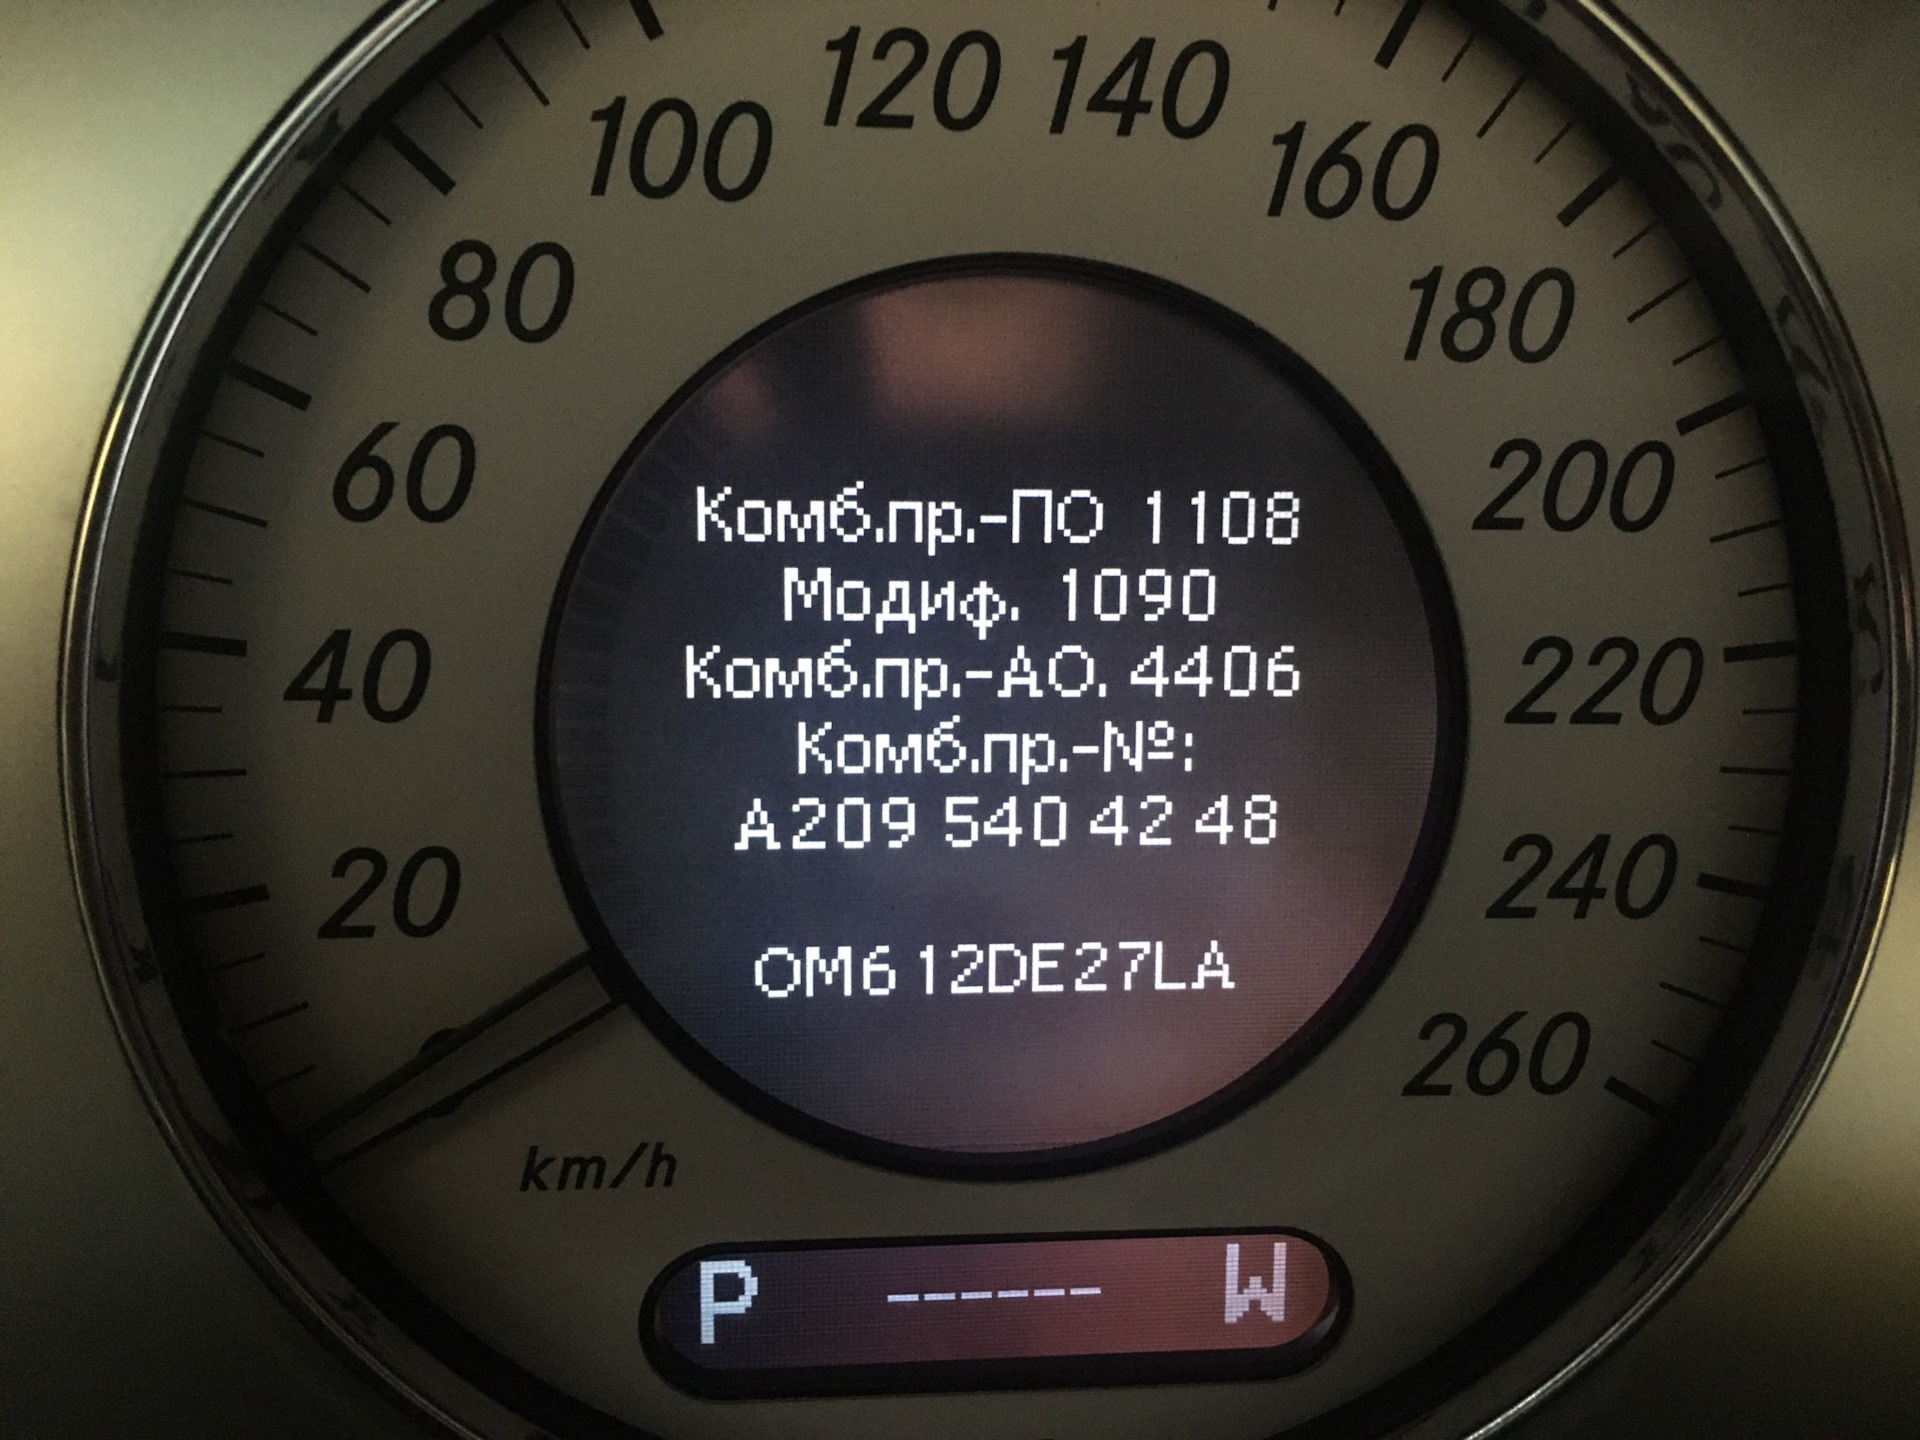 120 140
100 160
80 180
60 200
Комб.пр.-ПО 1108
Модиф. 1090
Комб.пр.-АО. 4406
40 220
Комб.пр.-Nº:
A209 540 42 48
20 240
OM612DE27LA
260
km/h
P ------ W